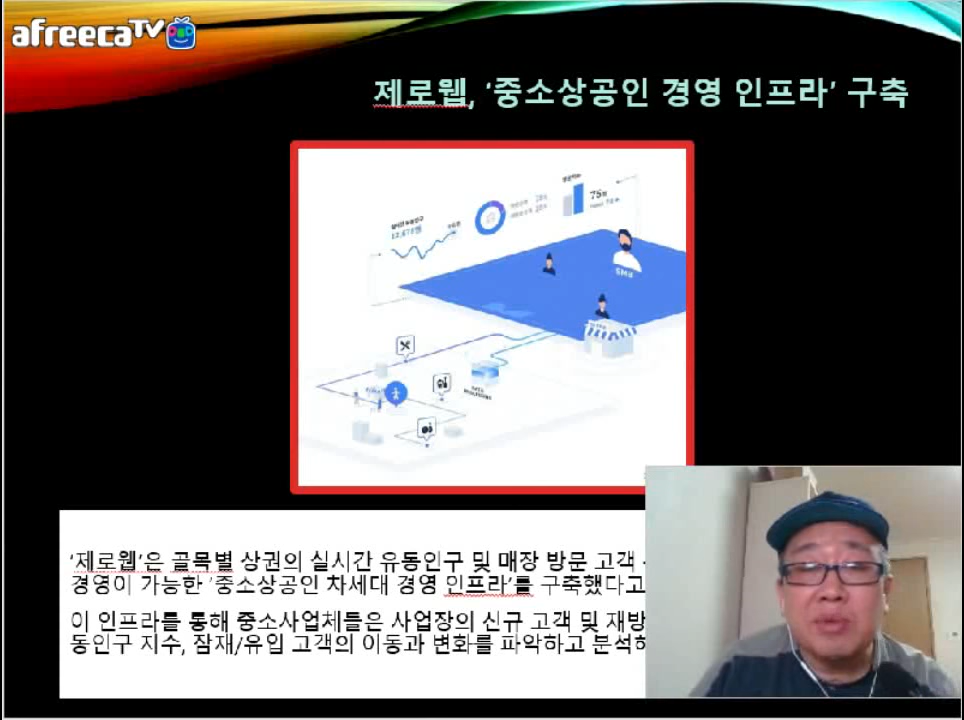 afreecaTV
제로웹, ‘중소상공인 경영 인프라’ 구축
75
SMB
‘제로웹’은 골목별 상권의 실시간 유동인구 및 매장 방문 고객
경영이 가능한 ‘중소상공인 차세대 경영 인프라’를 구축했다고
이 인프라를 통해 중소사업체들은 사업장의 신규 고객 및 재방
동인구 지수, 잠재/유입 고객의 이동과 변화를 파악하고 분석하